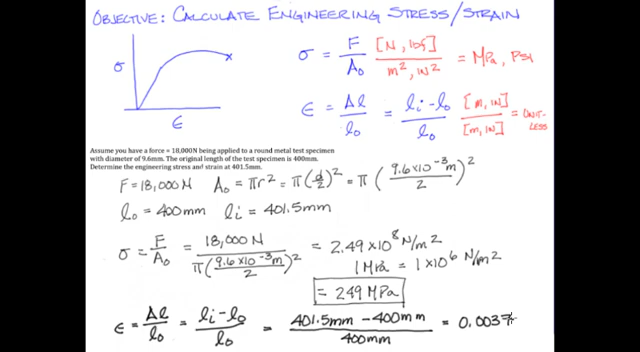 OBJECTIVE: CALCULATE ENGINEERING STRESS/STRAIN
σ = F/A₀ [N, lbf]/[m², in²] = MPa, PSI
σ
ε
ε = Δl/l₀ = (lᵢ - l₀)/l₀ [m, in]/[m, in] = UNIT-LESS
Assume you have a force = 18,000N being applied to a round metal test specimen
with diameter of 9.6mm. The original length of the test specimen is 400mm.
Determine the engineering stress and strain at 401.5mm.
F = 18,000N A₀ = πr² = π(d/2)² = π(9.6 x 10⁻³m/2)²
l₀ = 400mm lᵢ = 401.5mm
σ = F/A₀ = 18,000 N/π(9.6 x 10⁻³m/2)² = 2.49 x 10⁸ N/m²
1 MPa = 1 x 10⁶ N/m²
= 249 MPa
ε = Δl/l₀ = (lᵢ - l₀)/l₀ = (401.5mm - 400mm)/400mm = 0.0037